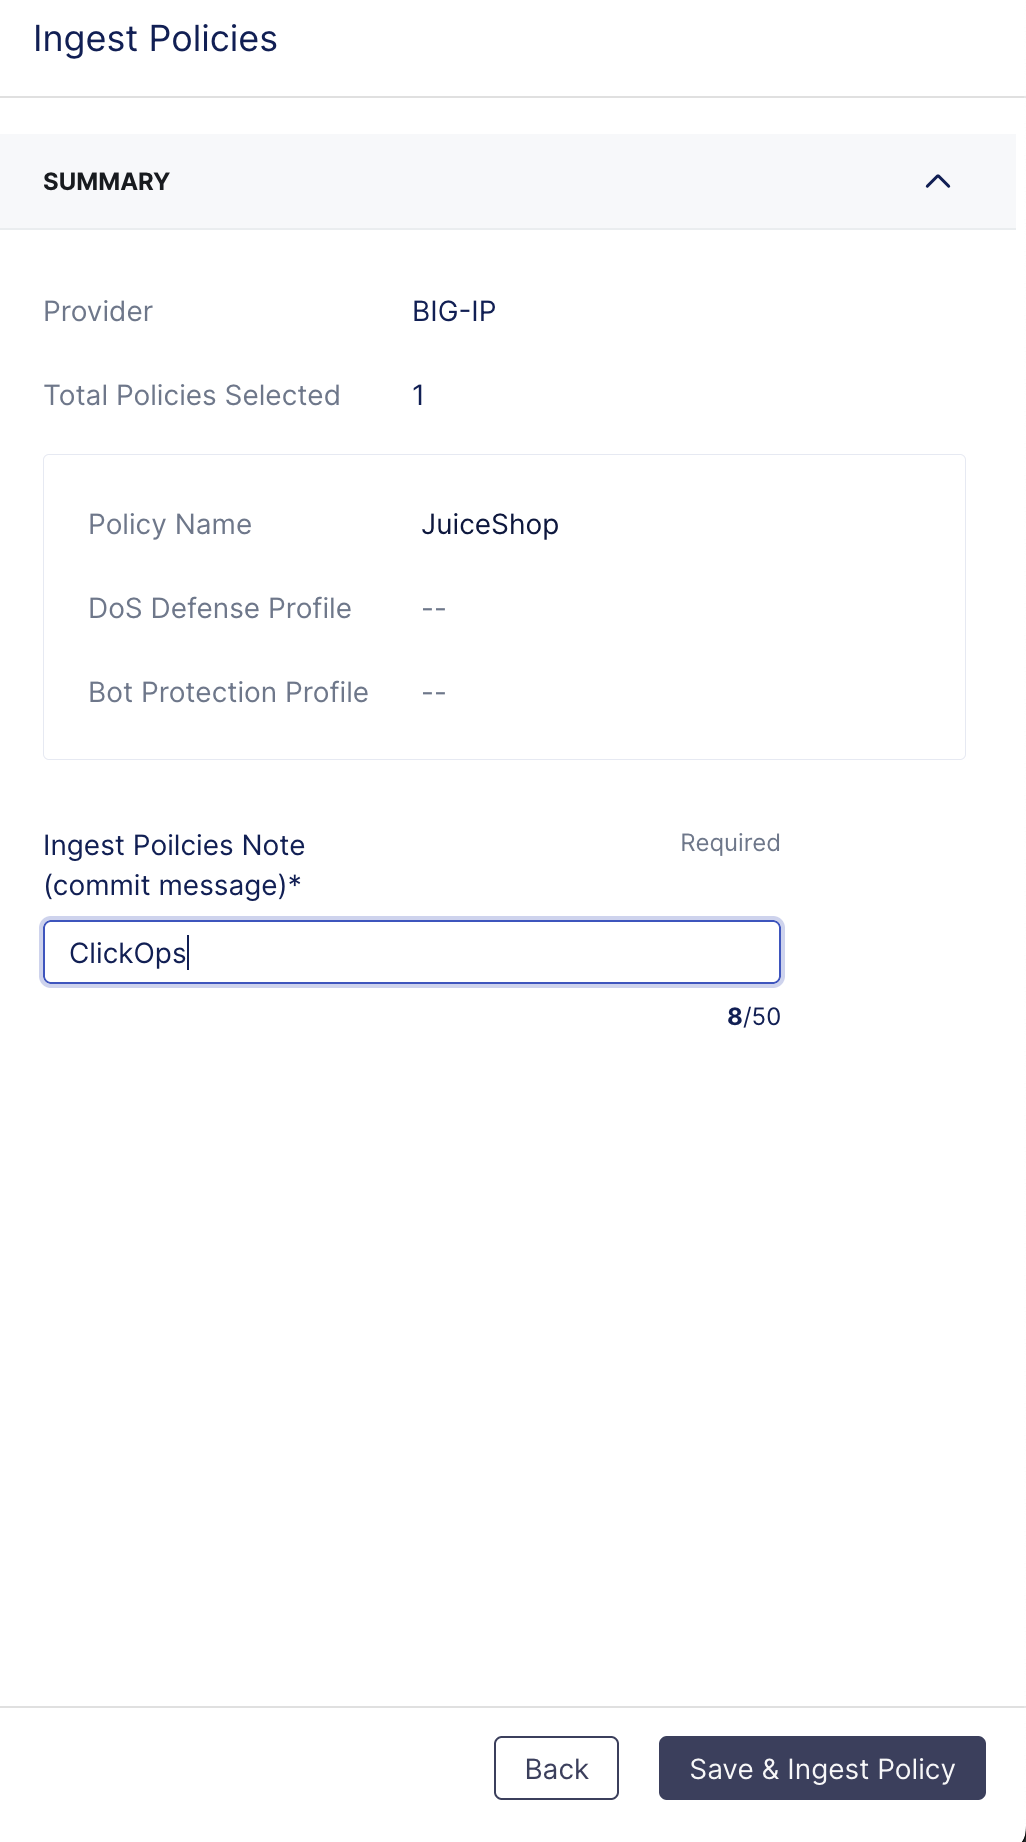 Ingest Policies
SUMMARY
Provider BIG-IP
Total Policies Selected 1
Policy Name JuiceShop
DoS Defense Profile --
Bot Protection Profile --
Ingest Poilcies Note Required
(commit message)*
ClickOps
8/50
Back Save & Ingest Policy